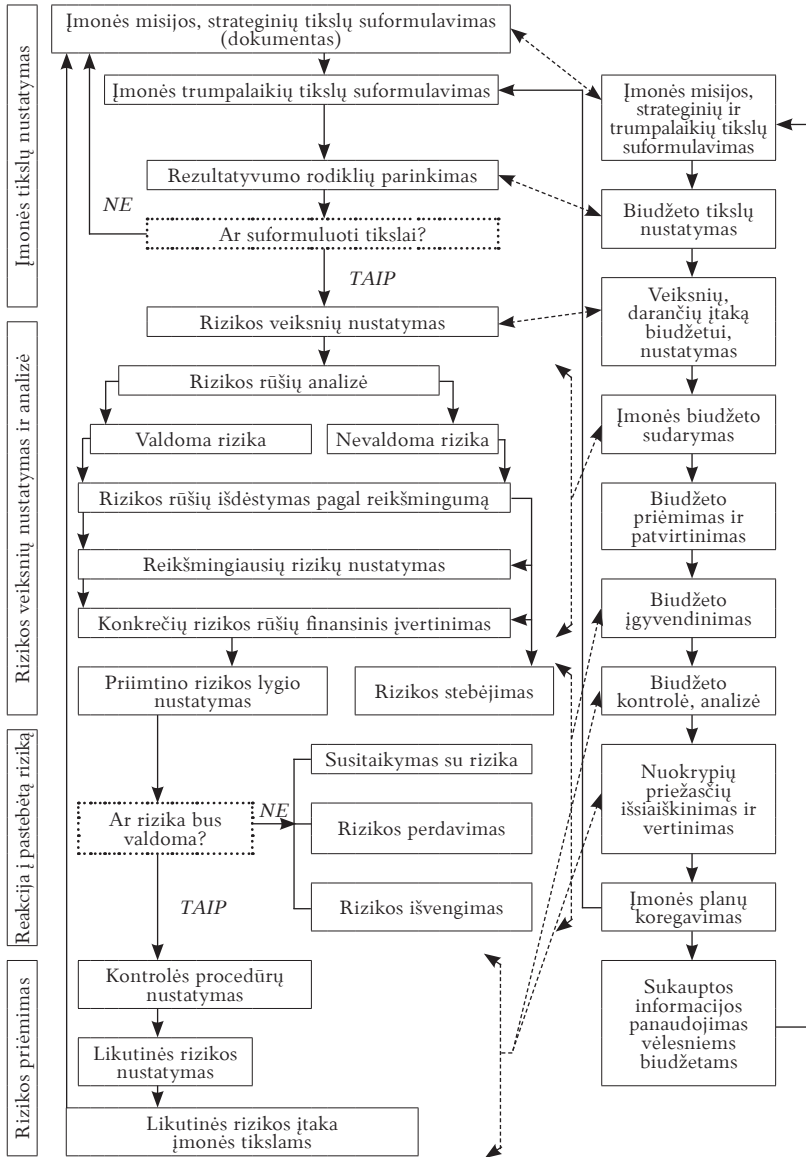 Įmonės tikslų nustatymas
Įmonės misijos, strateginių tikslų suformulavimas
(dokumentas)
Įmonės trumpalaikių tikslų suformulavimas
Rezultatyvumo rodiklių parinkimas
NE
Ar suformuluoti tikslai?
TAIP
Rizikos veiksnių nustatymas ir analizė
Rizikos veiksnių nustatymas
Rizikos rūšių analizė
Valdoma rizika
Nevaldoma rizika
Rizikos rūšių išdėstymas pagal reikšmingumą
Reikšmingiausių rizikų nustatymas
Konkrečių rizikos rūšių finansinis įvertinimas
Priimtino rizikos lygio
nustatymas
Rizikos stebėjimas
Reakcija į pastebėtą riziką
Ar rizika bus
valdoma?
NE
Susitaikymas su rizika
Rizikos perdavimas
Rizikos išvengimas
TAIP
Rizikos priėmimas
Kontrolės procedūrų
nustatymas
Likutinės rizikos
nustatymas
Likutinės rizikos įtaka
įmonės tikslams
Įmonės misijos,
strateginių ir
trumpalaikių tikslų
suformulavimas
Biudžeto tikslų
nustatymas
Veiksnių,
darančių įtaką
biudžetui,
nustatymas
Įmonės biudžeto
sudarymas
Biudžeto
priėmimas ir
patvirtinimas
Biudžeto
įgyvendinimas
Biudžeto
kontrolė, analizė
Nuokrypių
priežasčių
išsiaiškinimas ir
vertinimas
Įmonės planų
koregavimas
Sukauptos
informacijos
panaudojimas
vėlesniems
biudžetams